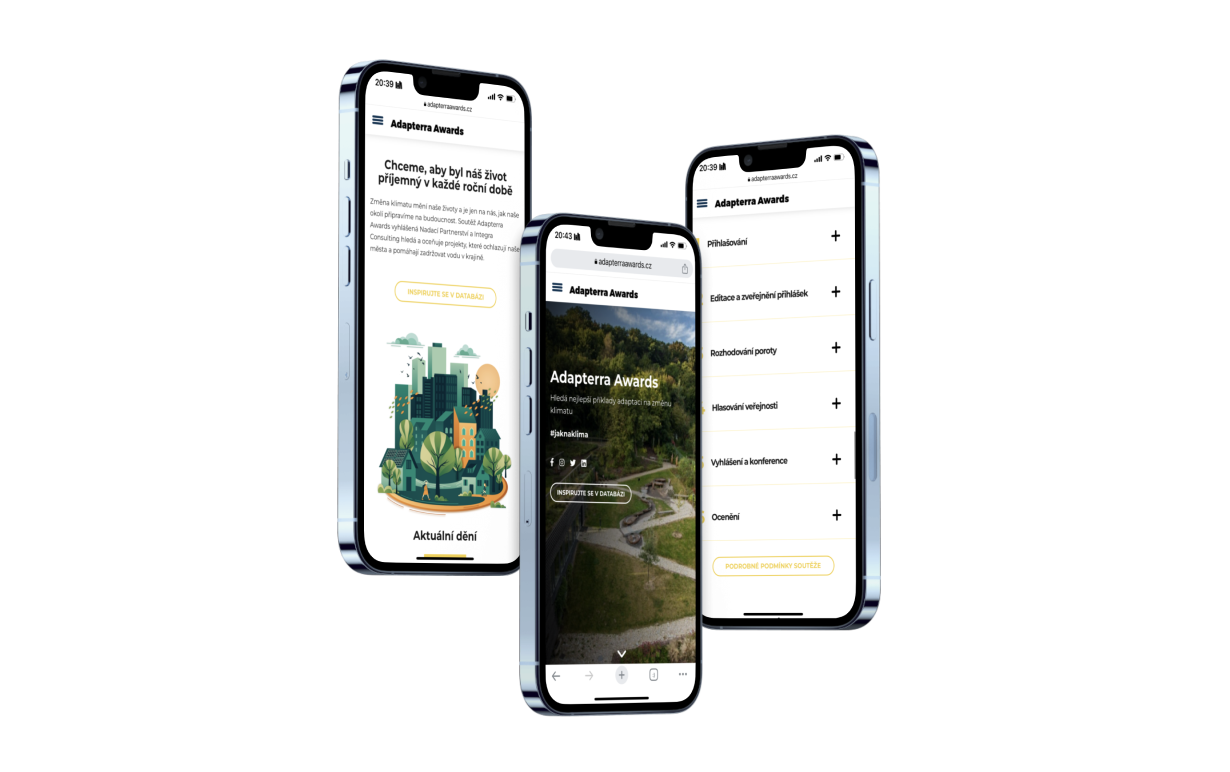 20:39
adapterraawards.cz
Adapterra Awards
Chceme, aby byl náš život
příjemný v každé roční době
Změna klimatu mění naše životy a je jen na nás, jak naše
okolí připravíme na budoucnost. Soutěž Adapterra
Awards vyhlášená Nadací Partnerství a Integra
Consulting hledá a oceňuje projekty, které ochlazují naše
města a pomáhají zadržovat vodu v krajině.
INSPIRUJTE SE V DATABÁZI
Aktuální dění
20:43
adapterraawards.cz
Adapterra Awards
Adapterra Awards
Hledá nejlepší příklady adaptací na změnu
klimatu
#jaknaklima
INSPIRUJTE SE V DATABÁZI
20:39
adapterraawards.cz
Adapterra Awards
Přihlašování
Editace a zveřejnění přihlášek
Rozhodování poroty
Hlasování veřejnosti
Vyhlášení a konference
Ocenění
PODROBNÉ PODMÍNKY SOUTĚŽE